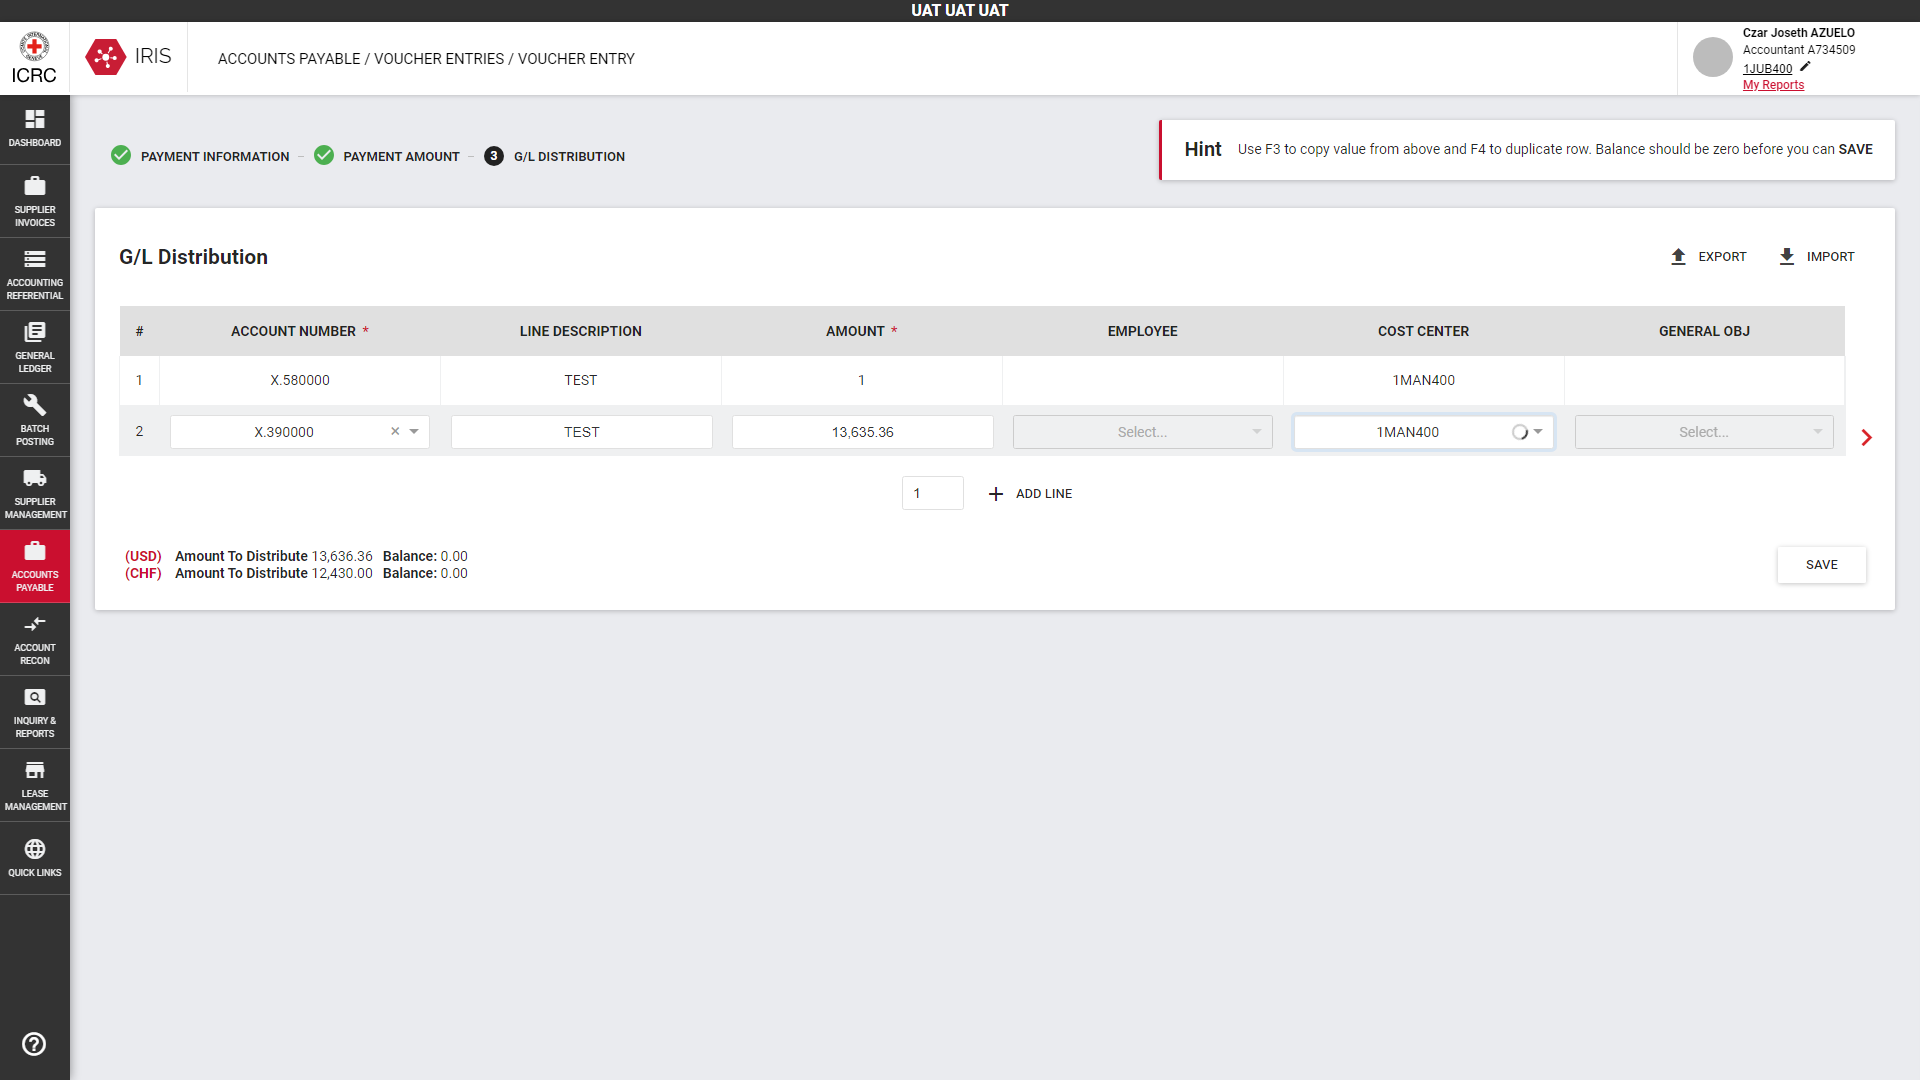 UAT UAT UAT
ICRC
IRIS
ACCOUNTS PAYABLE / VOUCHER ENTRIES / VOUCHER ENTRY
Czar Joseth AZUELO
Accountant A734509
1JUB400
My Reports
DASHBOARD
SUPPLIER
INVOICES
ACCOUNTING
REFERENTIAL
GENERAL
LEDGER
BATCH
POSTING
SUPPLIER
MANAGEMENT
ACCOUNTS
PAYABLE
ACCOUNT
RECON
INQUIRY &
REPORTS
LEASE
MANAGEMENT
QUICK LINKS
PAYMENT INFORMATION – PAYMENT AMOUNT – 3 G/L DISTRIBUTION
Hint Use F3 to copy value from above and F4 to duplicate row. Balance should be zero before you can SAVE
G/L Distribution
EXPORT IMPORT
# ACCOUNT NUMBER * LINE DESCRIPTION AMOUNT * EMPLOYEE COST CENTER GENERAL OBJ
1 X.580000 TEST 1 1MAN400
2 X.390000 × TEST 13,635.36 Select... 1MAN400 Select...
1 + ADD LINE
(USD) Amount To Distribute 13,636.36 Balance: 0.00
(CHF) Amount To Distribute 12,430.00 Balance: 0.00
SAVE